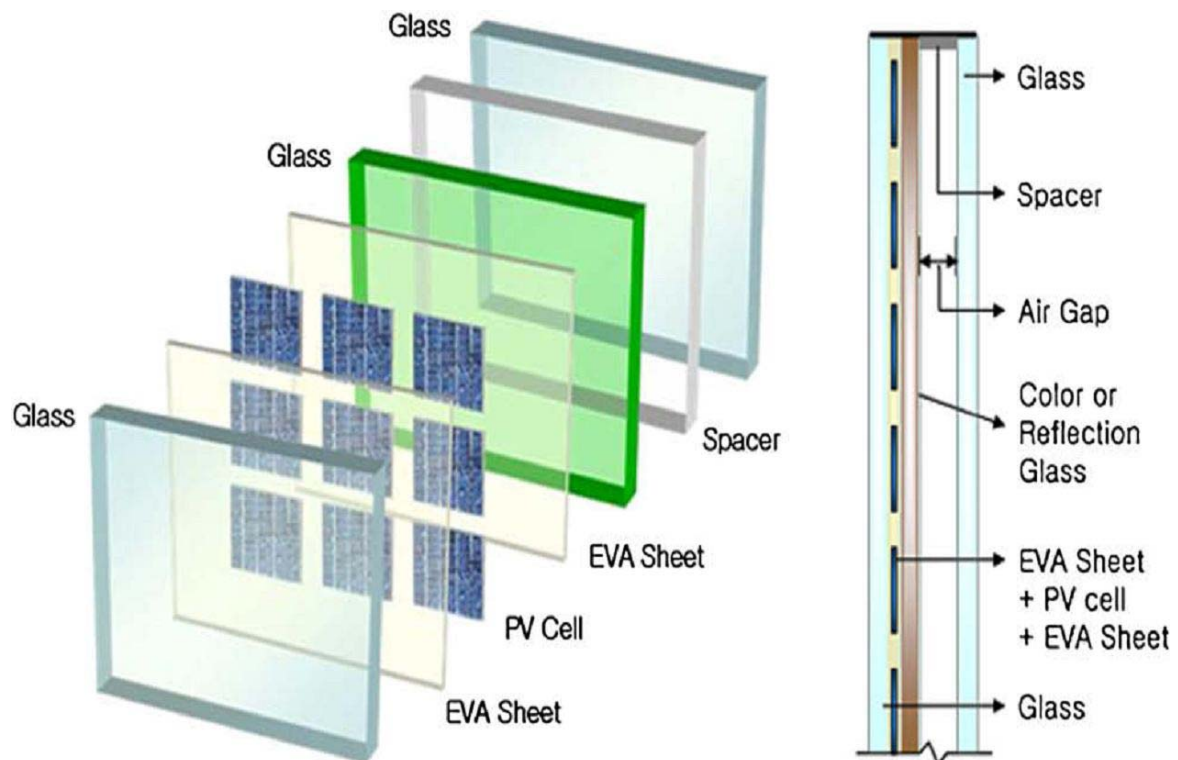 Glass
Glass
Glass
Spacer
EVA Sheet
PV Cell
EVA Sheet
Glass
Spacer
Air Gap
Color or
Reflection
Glass
EVA Sheet
+ PV cell
+ EVA Sheet
Glass